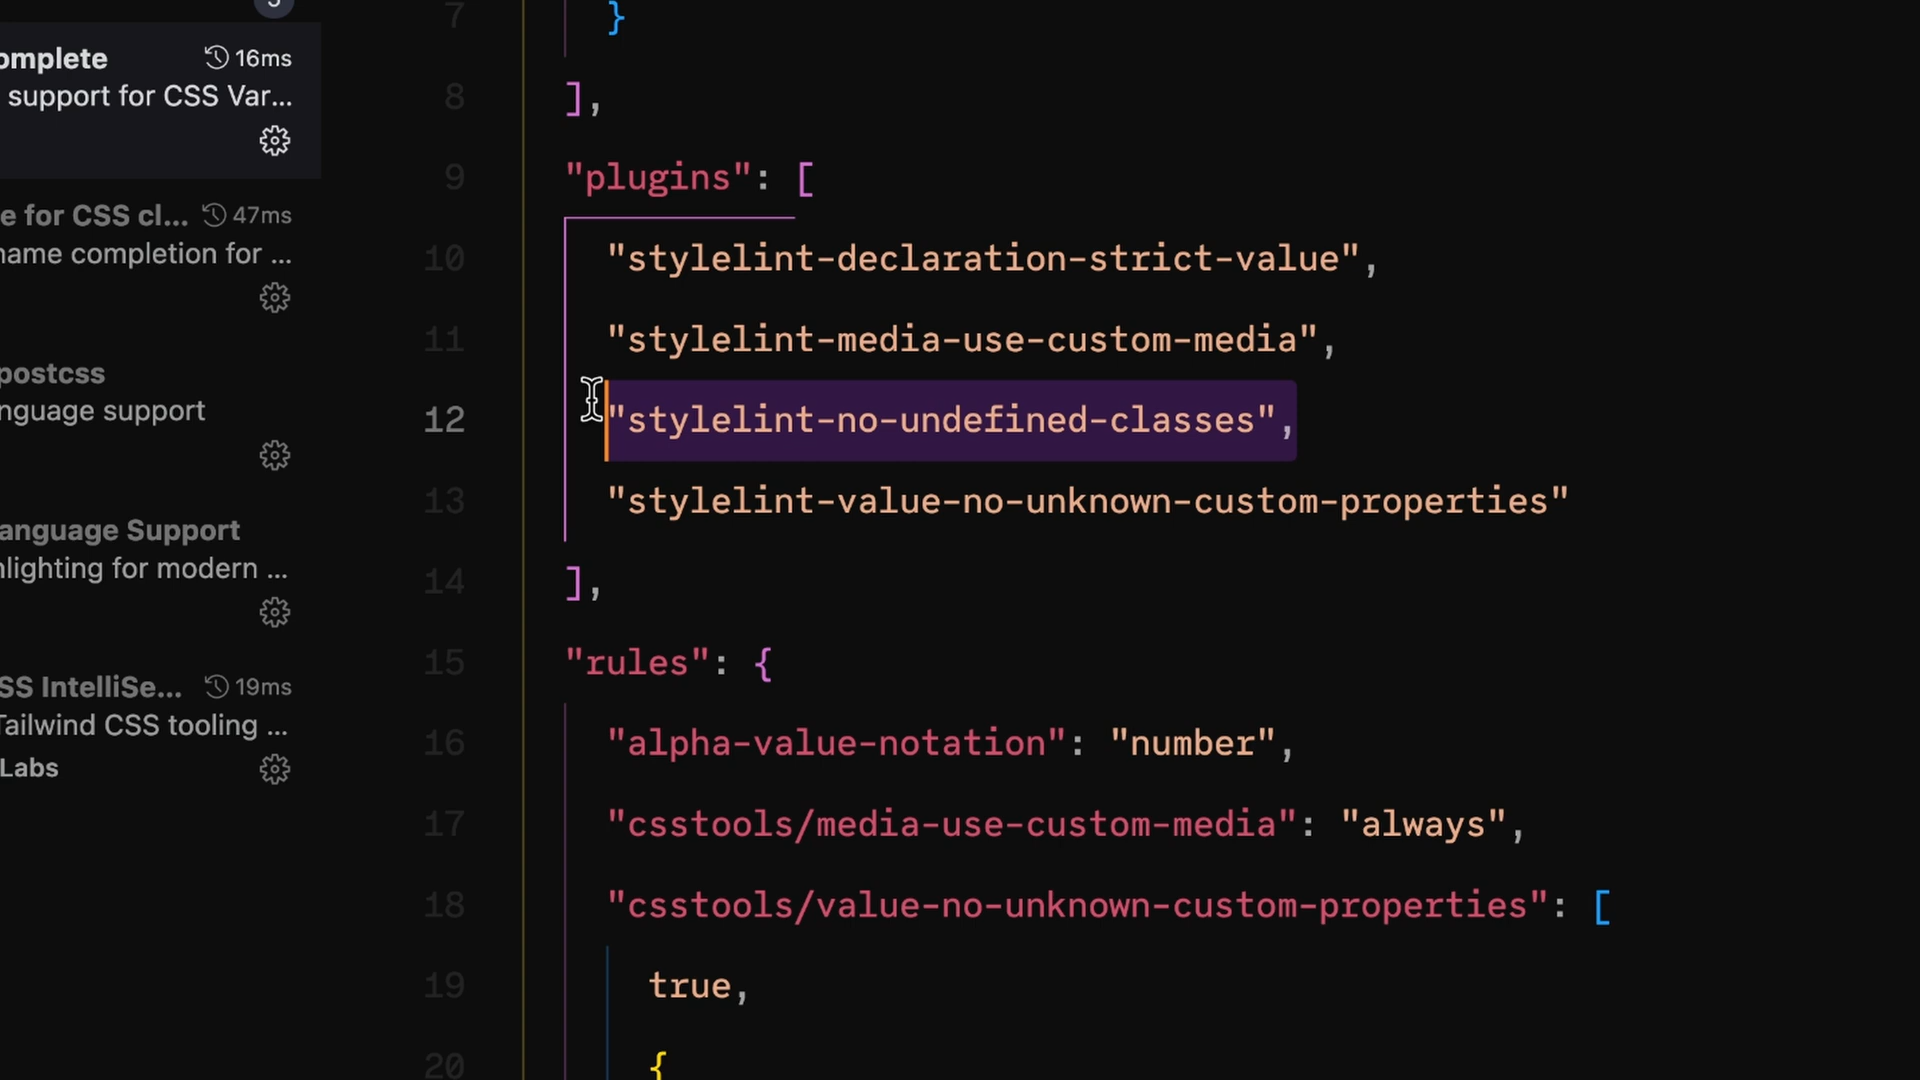 omplete 16ms
support for CSS Var...
e for CSS cl... 47ms
name completion for ...
postcss
nguage support
anguage Support
hlighting for modern ...
SS IntelliSe... 19ms
Tailwind CSS tooling ...
Labs
7 }
8 ],
9 "plugins": [
10 "stylelint-declaration-strict-value",
11 "stylelint-media-use-custom-media",
12 "stylelint-no-undefined-classes",
13 "stylelint-value-no-unknown-custom-properties"
14 ],
15 "rules": {
16 "alpha-value-notation": "number",
17 "csstools/media-use-custom-media": "always",
18 "csstools/value-no-unknown-custom-properties": [
19 true,
20 {